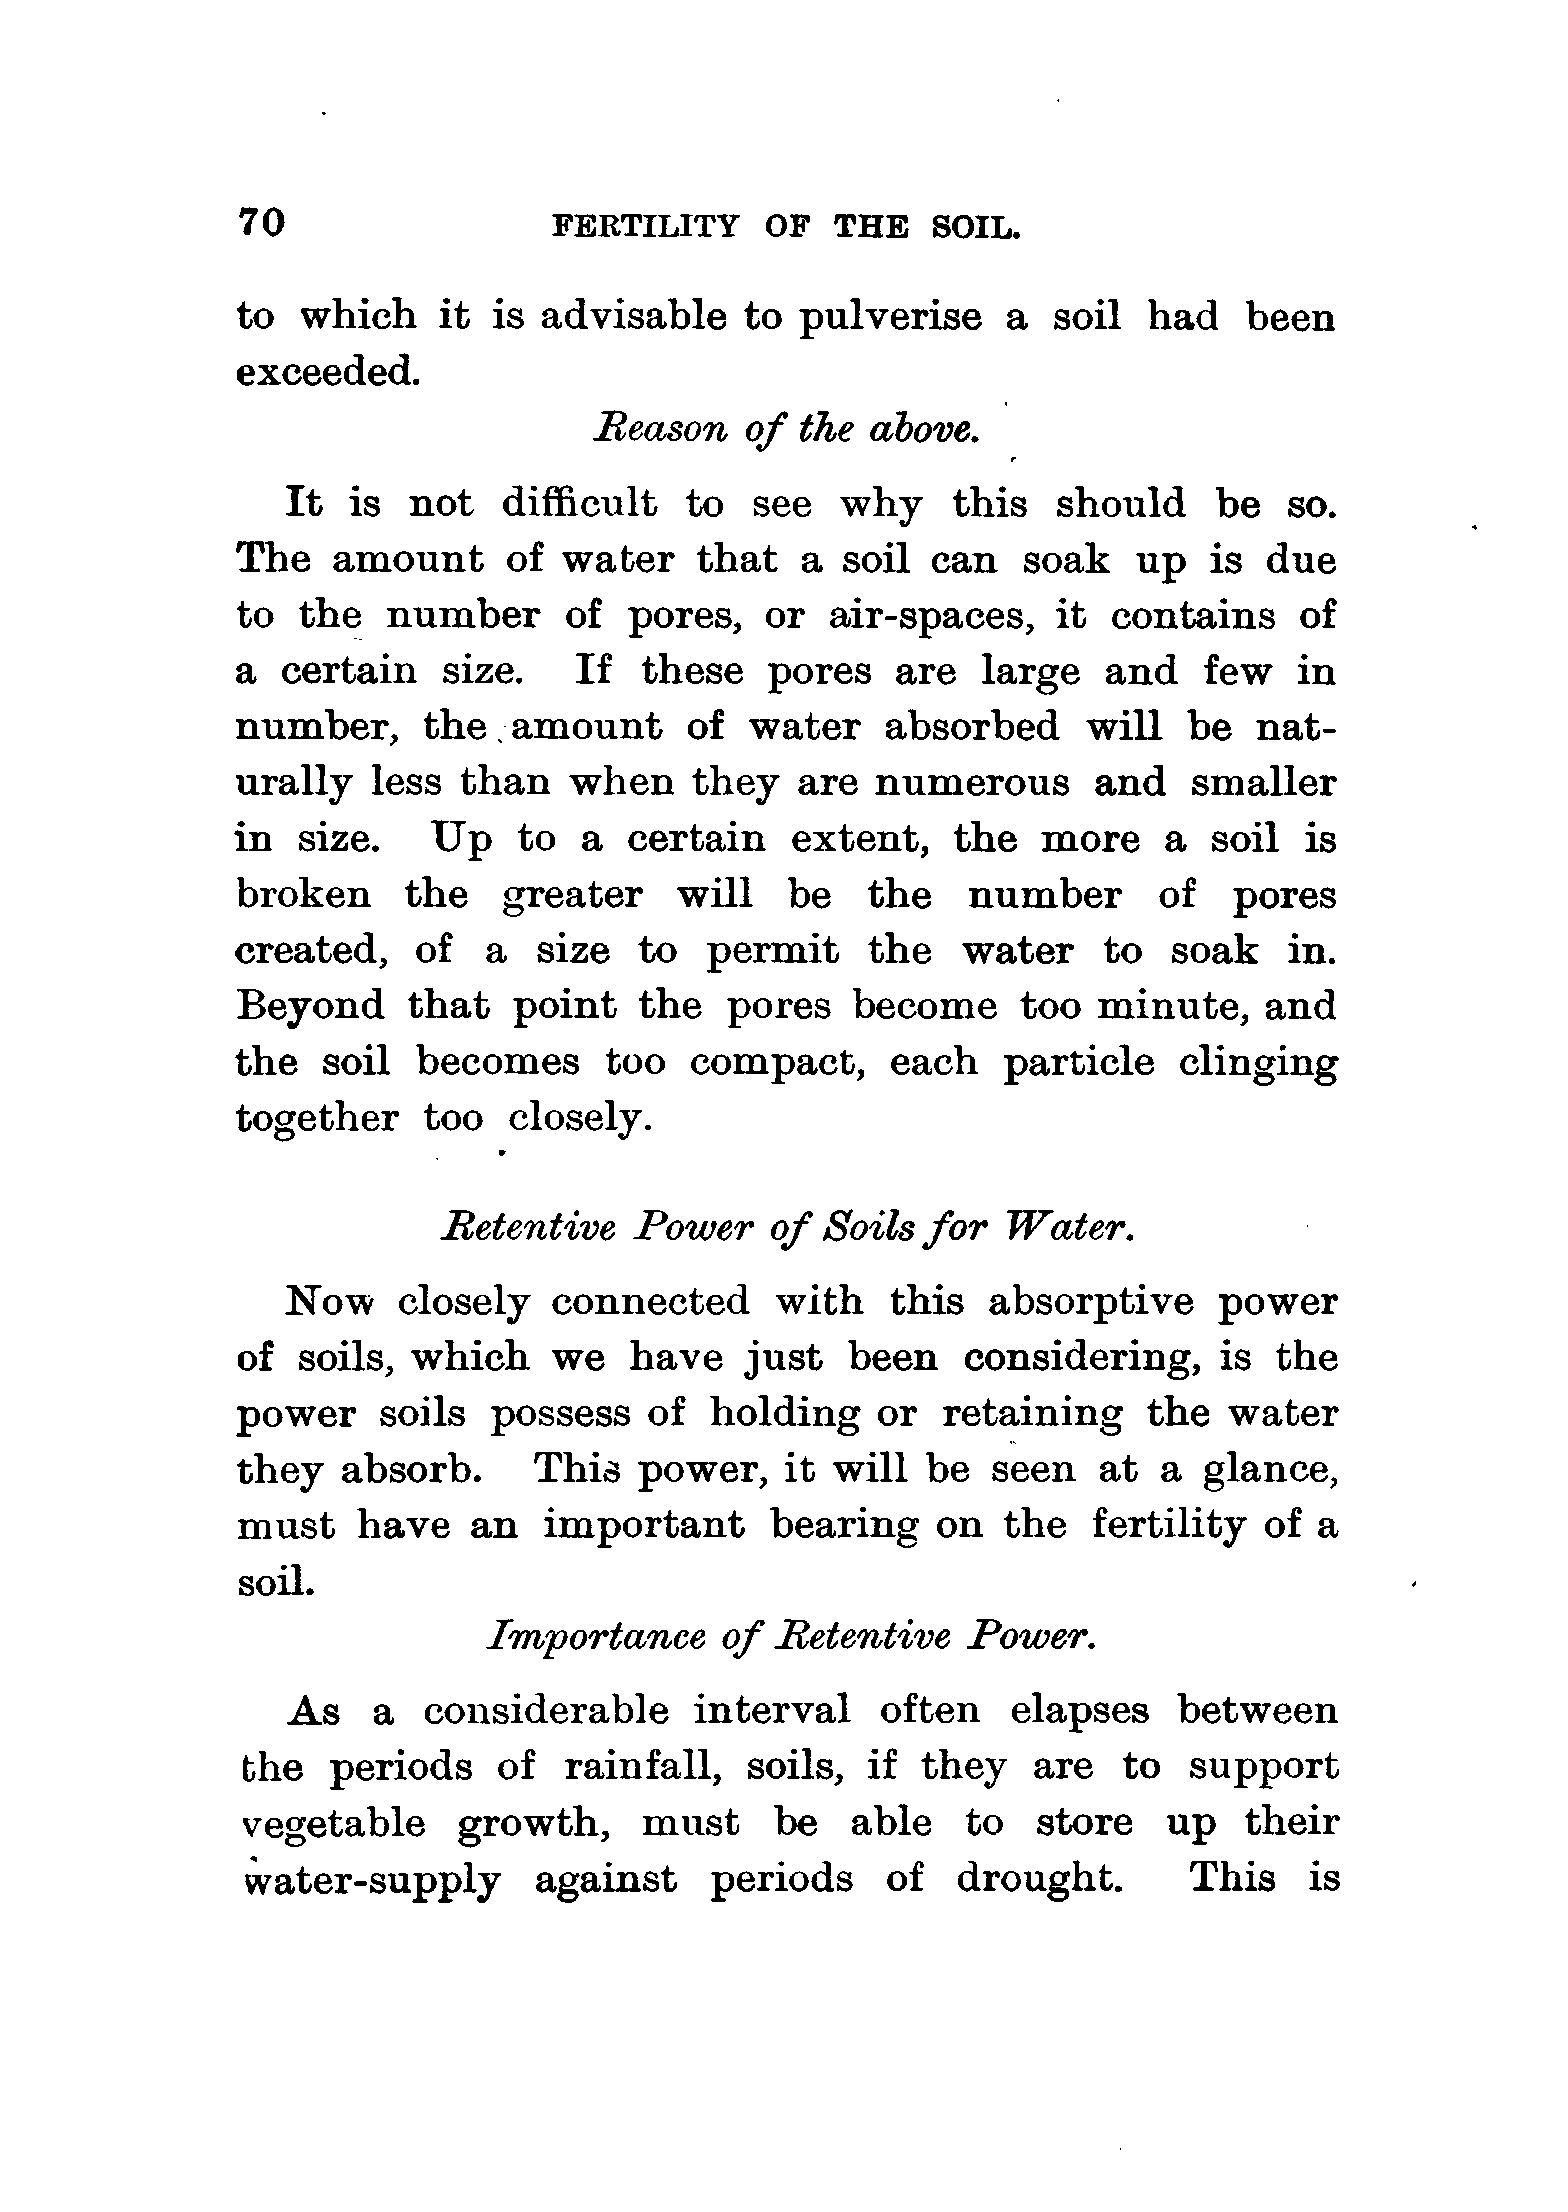 70 FERTILITY OF THE SOIL.
to which it is advisable to pulverise a soil had been
exceeded.
Reason of the above.
It is not difficult to see why this should be so.
The amount of water that a soil can soak up is due
to the number of pores, or air-spaces, it contains of
a certain size. If these pores are large and few in
number, the amount of water absorbed will be nat-
urally less than when they are numerous and smaller
in size. Up to a certain extent, the more a soil is
broken the greater will be the number of pores
created, of a size to permit the water to soak in.
Beyond that point the pores become too minute, and
the soil becomes too compact, each particle clinging
together too closely.
Retentive Power of Soils for Water.
Now closely connected with this absorptive power
of soils, which we have just been considering, is the
power soils possess of holding or retaining the water
they absorb. This power, it will be seen at a glance,
must have an important bearing on the fertility of a
soil.
Importance of Retentive Power.
As a considerable interval often elapses between
the periods of rainfall, soils, if they are to support
vegetable growth, must be able to store up their
water-supply against periods of drought. This is